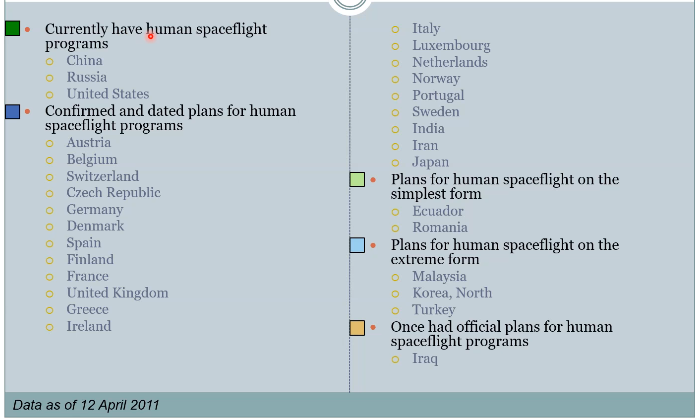 Currently have human spaceflight
programs
China
Russia
United States
Confirmed and dated plans for human
spaceflight programs
Austria
Belgium
Switzerland
Czech Republic
Germany
Denmark
Spain
Finland
France
United Kingdom
Greece
Ireland
Italy
Luxembourg
Netherlands
Norway
Portugal
Sweden
India
Iran
Japan
Plans for human spaceflight on the
simplest form
Ecuador
Romania
Plans for human spaceflight on the
extreme form
Malaysia
Korea, North
Turkey
Once had official plans for human
spaceflight programs
Iraq
Data as of 12 April 2011